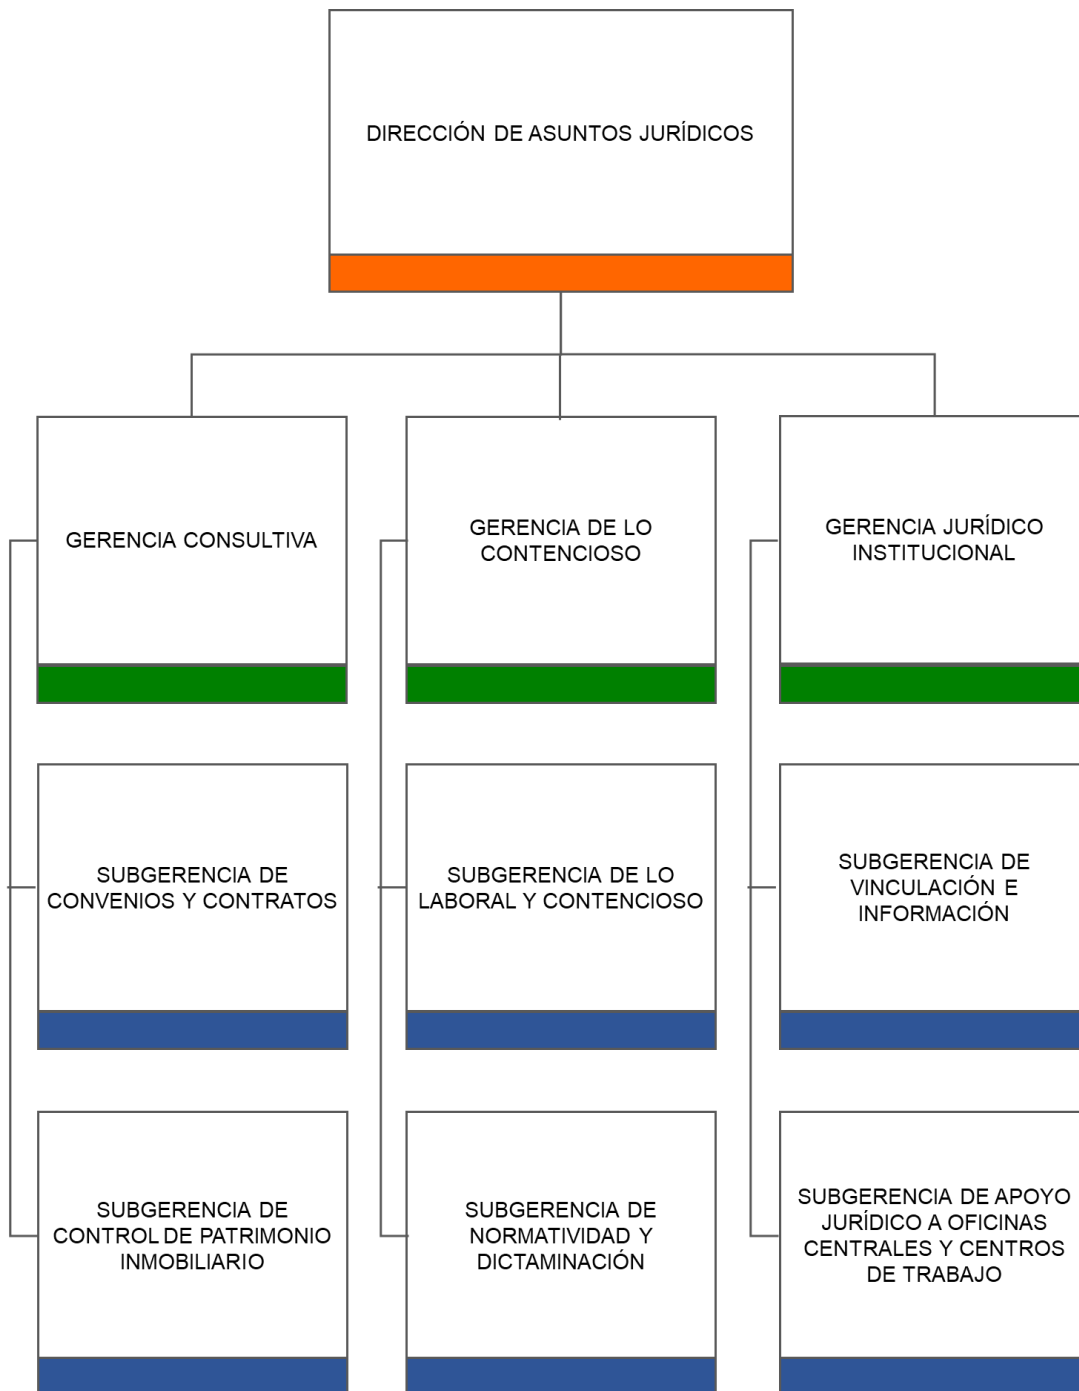 DIRECCIÓN DE ASUNTOS JURÍDICOS
GERENCIA CONSULTIVA
GERENCIA DE LO
CONTENCIOSO
GERENCIA JURÍDICO
INSTITUCIONAL
SUBGERENCIA DE
CONVENIOS Y CONTRATOS
SUBGERENCIA DE LO
LABORAL Y CONTENCIOSO
SUBGERENCIA DE
VINCULACIÓN E
INFORMACIÓN
SUBGERENCIA DE
CONTROL DE PATRIMONIO
INMOBILIARIO
SUBGERENCIA DE
NORMATIVIDAD Y
DICTAMINACIÓN
SUBGERENCIA DE APOYO
JURÍDICO A OFICINAS
CENTRALES Y CENTROS
DE TRABAJO